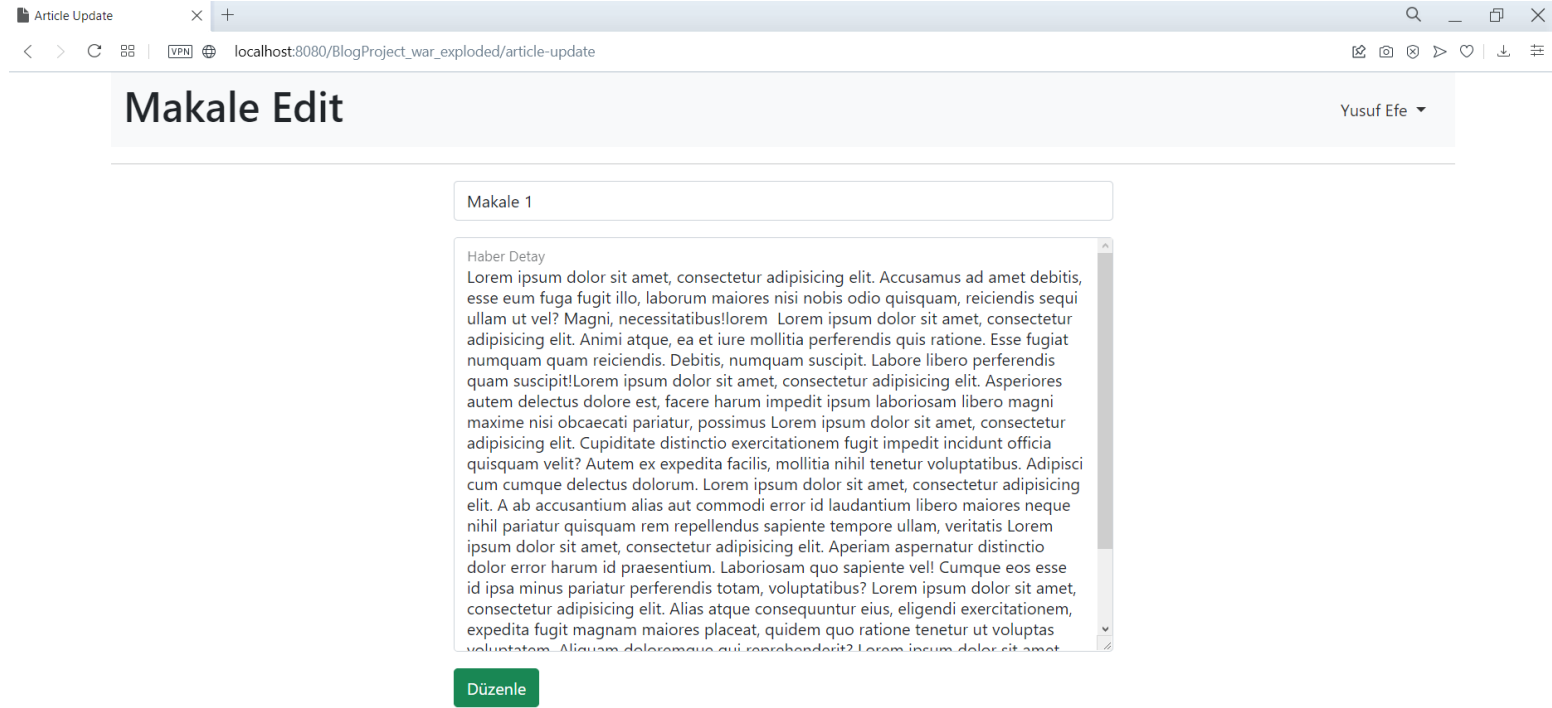 Article Update
VPN
localhost:8080/BlogProject_war_exploded/article-update
Makale Edit
Yusuf Efe
Makale 1
Haber Detay
Lorem ipsum dolor sit amet, consectetur adipisicing elit. Accusamus ad amet debitis,
esse eum fuga fugit illo, laborum maiores nisi nobis odio quisquam, reiciendis sequi
ullam ut vel? Magni, necessitatibus!lorem  Lorem ipsum dolor sit amet, consectetur
adipisicing elit. Animi atque, ea et iure mollitia perferendis quis ratione. Esse fugiat
numquam quam reiciendis. Debitis, numquam suscipit. Labore libero perferendis
quam suscipit!Lorem ipsum dolor sit amet, consectetur adipisicing elit. Asperiores
autem delectus dolore est, facere harum impedit ipsum laboriosam libero magni
maxime nisi obcaecati pariatur, possimus Lorem ipsum dolor sit amet, consectetur
adipisicing elit. Cupiditate distinctio exercitationem fugit impedit incidunt officia
quisquam velit? Autem ex expedita facilis, mollitia nihil tenetur voluptatibus. Adipisci
cum cumque delectus dolorum. Lorem ipsum dolor sit amet, consectetur adipisicing
elit. A ab accusantium alias aut commodi error id laudantium libero maiores neque
nihil pariatur quisquam rem repellendus sapiente tempore ullam, veritatis Lorem
ipsum dolor sit amet, consectetur adipisicing elit. Aperiam aspernatur distinctio
dolor error harum id praesentium. Laboriosam quo sapiente vel! Cumque eos esse
id ipsa minus pariatur perferendis totam, voluptatibus? Lorem ipsum dolor sit amet,
consectetur adipisicing elit. Alias atque consequuntur eius, eligendi exercitationem,
expedita fugit magnam maiores placeat, quidem quo ratione tenetur ut voluptas
voluptatem. Aliquam doloremque qui reprehenderit? Lorem ipsum dolor sit amet,
Düzenle